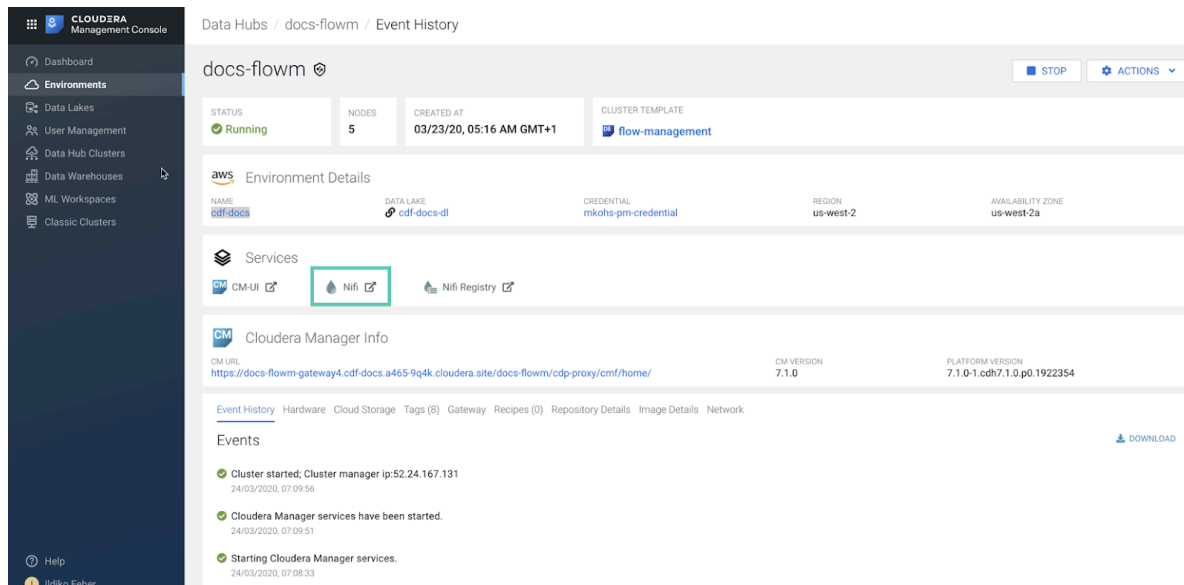 CLOUDERA
Management Console
Dashboard
Environments
Data Lakes
User Management
Data Hub Clusters
Data Warehouses
ML Workspaces
Classic Clusters
Help
Ildiko Feher
Data Hubs / docs-flowm / Event History
docs-flowm
STOP
ACTIONS
STATUS
Running
NODES
5
CREATED AT
03/23/20, 05:16 AM GMT+1
CLUSTER TEMPLATE
DE flow-management
aws Environment Details
NAME
cdf-docs
DATA LAKE
cdf-docs-dl
CREDENTIAL
mkohs-pm-credential
REGION
us-west-2
AVAILABILITY ZONE
us-west-2a
Services
CM CM-UI
Nifi
Nifi Registry
CM Cloudera Manager Info
CM URL
https://docs-flowm-gateway4.cdf-docs.a465-9q4k.cloudera.site/docs-flowm/cdp-proxy/cmf/home/
CM VERSION
7.1.0
PLATFORM VERSION
7.1.0-1.cdh7.1.0.p0.1922354
Event History Hardware Cloud Storage Tags (8) Gateway Recipes (0) Repository Details Image Details Network
Events
DOWNLOAD
Cluster started; Cluster manager ip:52.24.167.131
24/03/2020, 07:09:56
Cloudera Manager services have been started.
24/03/2020, 07:09:51
Starting Cloudera Manager services.
24/03/2020, 07:08:33